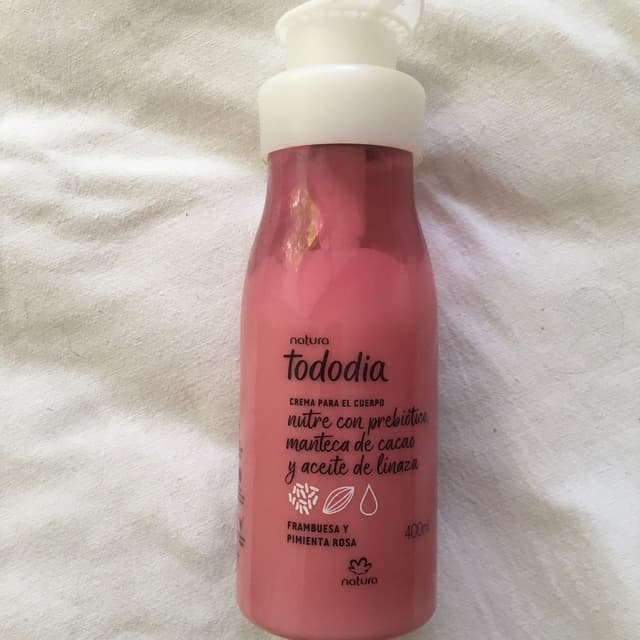 natura
tododia
CREMA PARA EL CUERPO
nutre con prebiótico,
manteca de cacao
y aceite de linaza
FRAMBUESA Y
PIMIENTA ROSA
400ml
natura